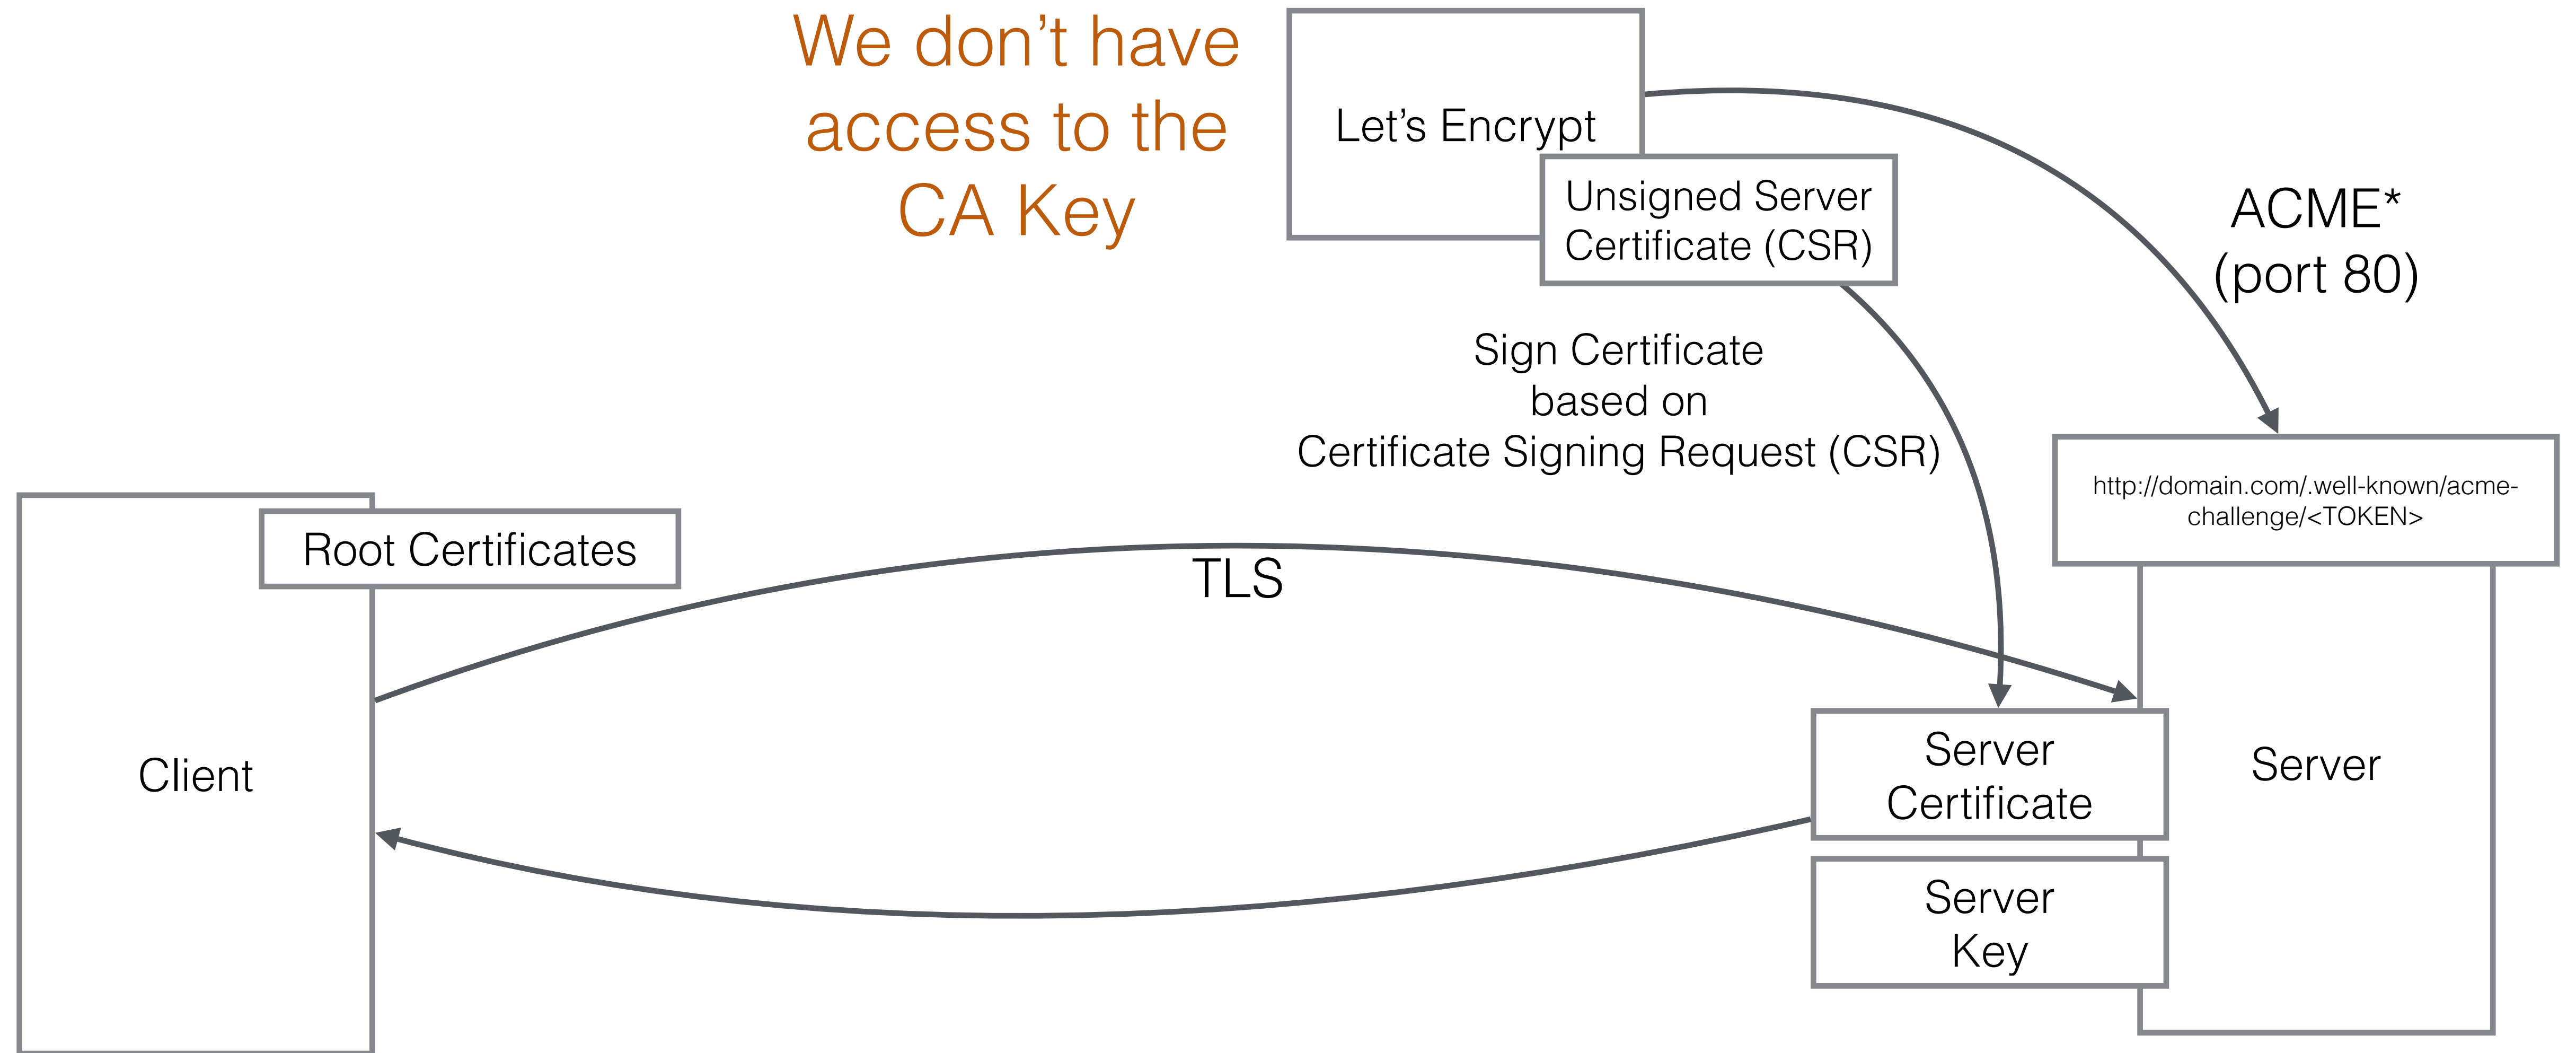 We don’t have
access to the
CA Key
Let’s Encrypt
Unsigned Server
Certificate (CSR)
ACME*
(port 80)
Sign Certificate
based on
Certificate Signing Request (CSR)
http://domain.com/.well-known/acme-
challenge/<TOKEN>
Root Certificates
TLS
Client
Server
Certificate
Server
Server
Key